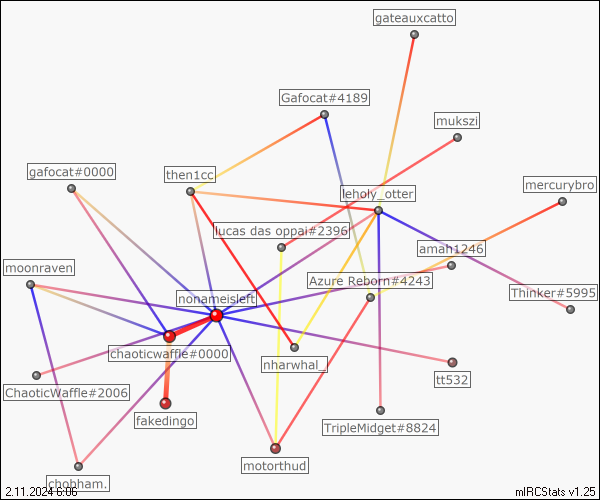 gateauxcatto
Gafocat#4189
mukszi
gafocat#0000
then1cc
mercurybro
leholy_otter
lucas das oppai#2396
amah1246
moonraven
Azure Reborn#4243
Thinker#5995
nonameisleft
chaoticwaffle#0000
nharwhal_
tt532
ChaoticWaffle#2006
fakedingo
TripleMidget#8824
motorthud
chobham.
2.11.2024 6:06
mIRCStats v1.25